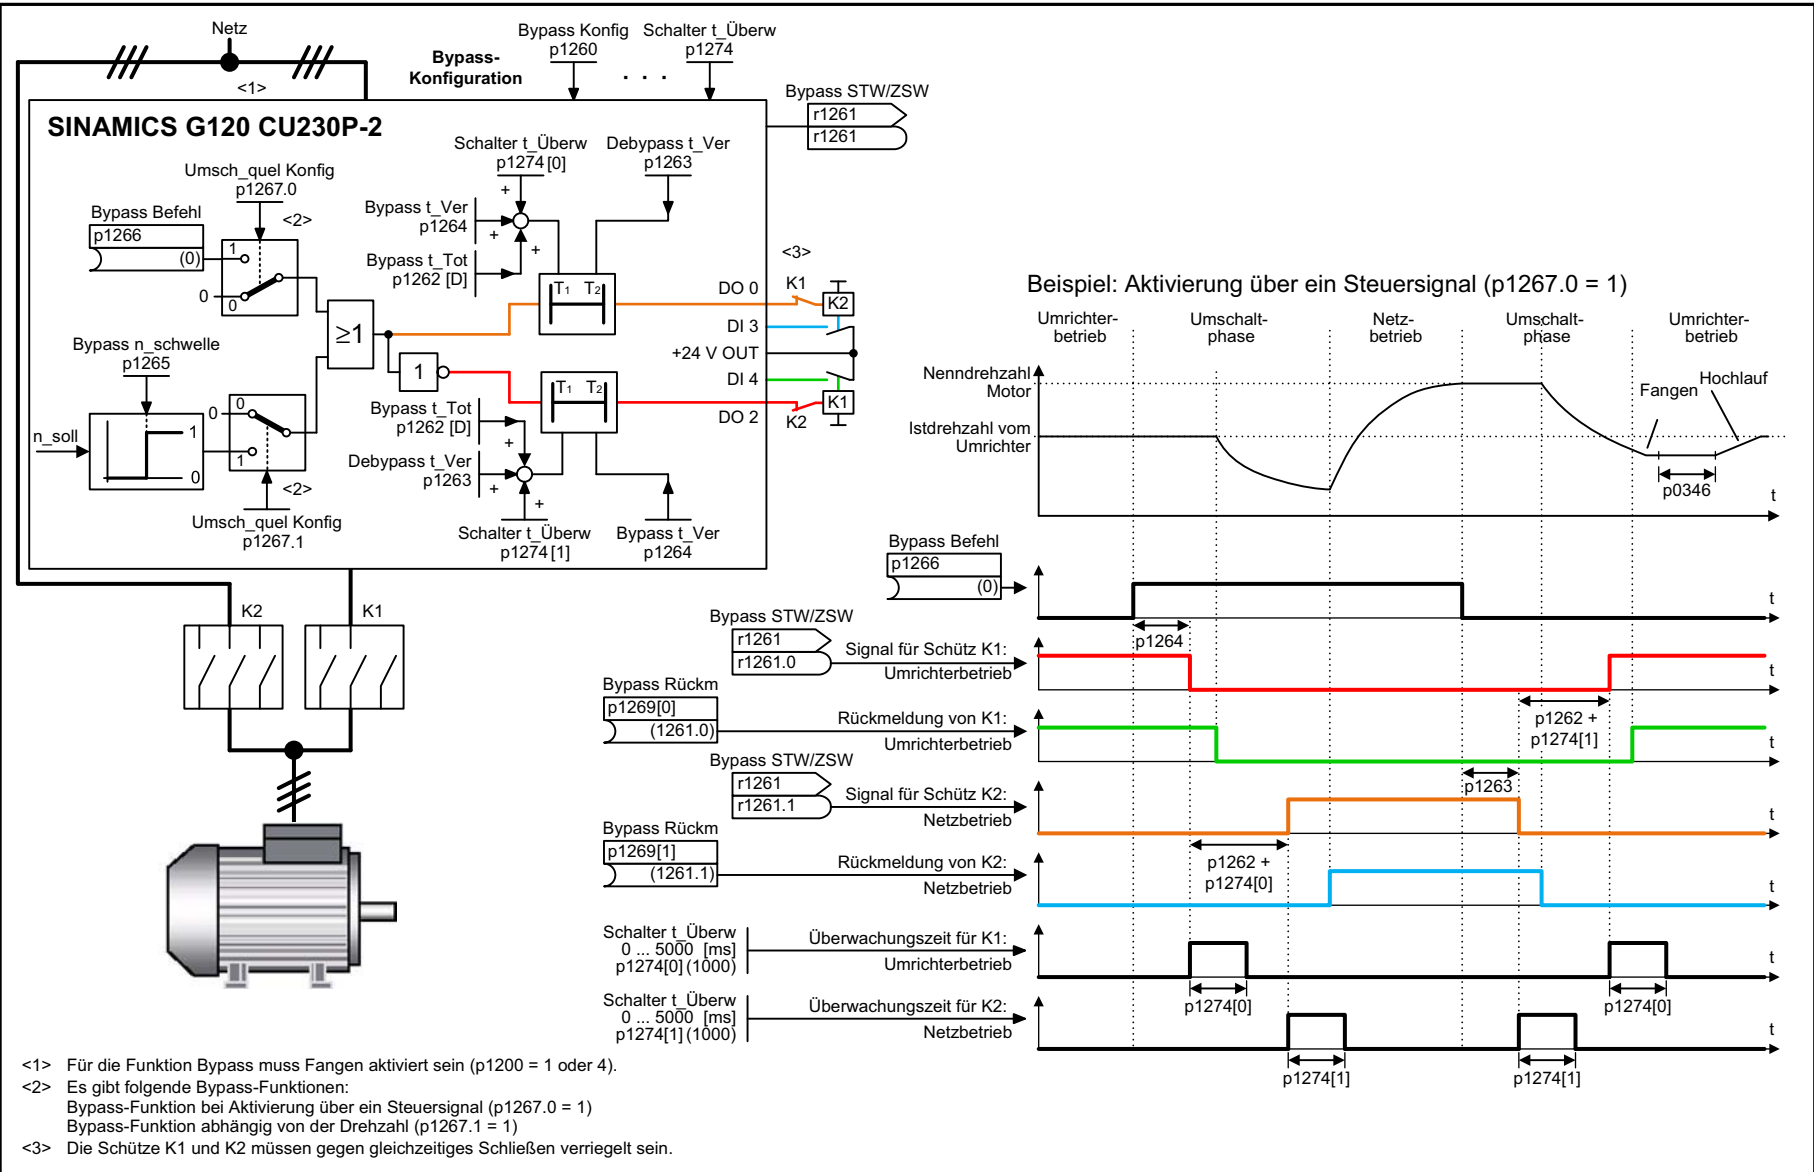 Netz
<1>
Bypass-
Konfiguration
Bypass Konfig
p1260
. . .
Schalter t_Überw
p1274
Bypass STW/ZSW
r1261
r1261
SINAMICS G120 CU230P-2
Umsch_quel Konfig
p1267.0
<2>
Bypass Befehl
p1266
(0)
1
0
0
Schalter t_Überw
p1274 [0]
Debypass t_Ver
p1263
+
Bypass t_Ver
p1264
+
+
Bypass t_Tot
p1262 [D]
T1 T2
≥1
1
Bypass n_schwelle
p1265
n_soll
1
0
0
0
1
<2>
Umsch_quel Konfig
p1267.1
T1 T2
Bypass t_Tot
p1262 [D]
+
Debypass t_Ver
p1263
+
+
Schalter t_Überw
p1274 [1]
Bypass t_Ver
p1264
<3>
DO 0
K1
K2
DI 3
+24 V OUT
DI 4
K1
DO 2
K2
K2
K1
Beispiel: Aktivierung über ein Steuersignal (p1267.0 = 1)
Umrichter-
betrieb
Umschalt-
phase
Netz-
betrieb
Umschalt-
phase
Umrichter-
betrieb
Nenndrehzahl
Motor
Istdrehzahl vom
Umrichter
Fangen
Hochlauf
p0346
t
Bypass Befehl
p1266
(0)
t
p1264
Bypass STW/ZSW
r1261
r1261.0
Signal für Schütz K1:
Umrichterbetrieb
t
p1262 +
p1274[1]
Bypass Rückm
p1269[0]
(1261.0)
Rückmeldung von K1:
Umrichterbetrieb
t
p1263
Bypass STW/ZSW
r1261
r1261.1
Signal für Schütz K2:
Netzbetrieb
t
p1262 +
p1274[0]
Bypass Rückm
p1269[1]
(1261.1)
Rückmeldung von K2:
Netzbetrieb
t
Schalter t_Überw
0 ... 5000 [ms]
p1274[0] (1000)
Überwachungszeit für K1:
Umrichterbetrieb
t
p1274[0]
p1274[0]
Schalter t_Überw
0 ... 5000 [ms]
p1274[1] (1000)
Überwachungszeit für K2:
Netzbetrieb
t
p1274[1]
p1274[1]
<1> Für die Funktion Bypass muss Fangen aktiviert sein (p1200 = 1 oder 4).
<2> Es gibt folgende Bypass-Funktionen:
Bypass-Funktion bei Aktivierung über ein Steuersignal (p1267.0 = 1)
Bypass-Funktion abhängig von der Drehzahl (p1267.1 = 1)
<3> Die Schütze K1 und K2 müssen gegen gleichzeitiges Schließen verriegelt sein.